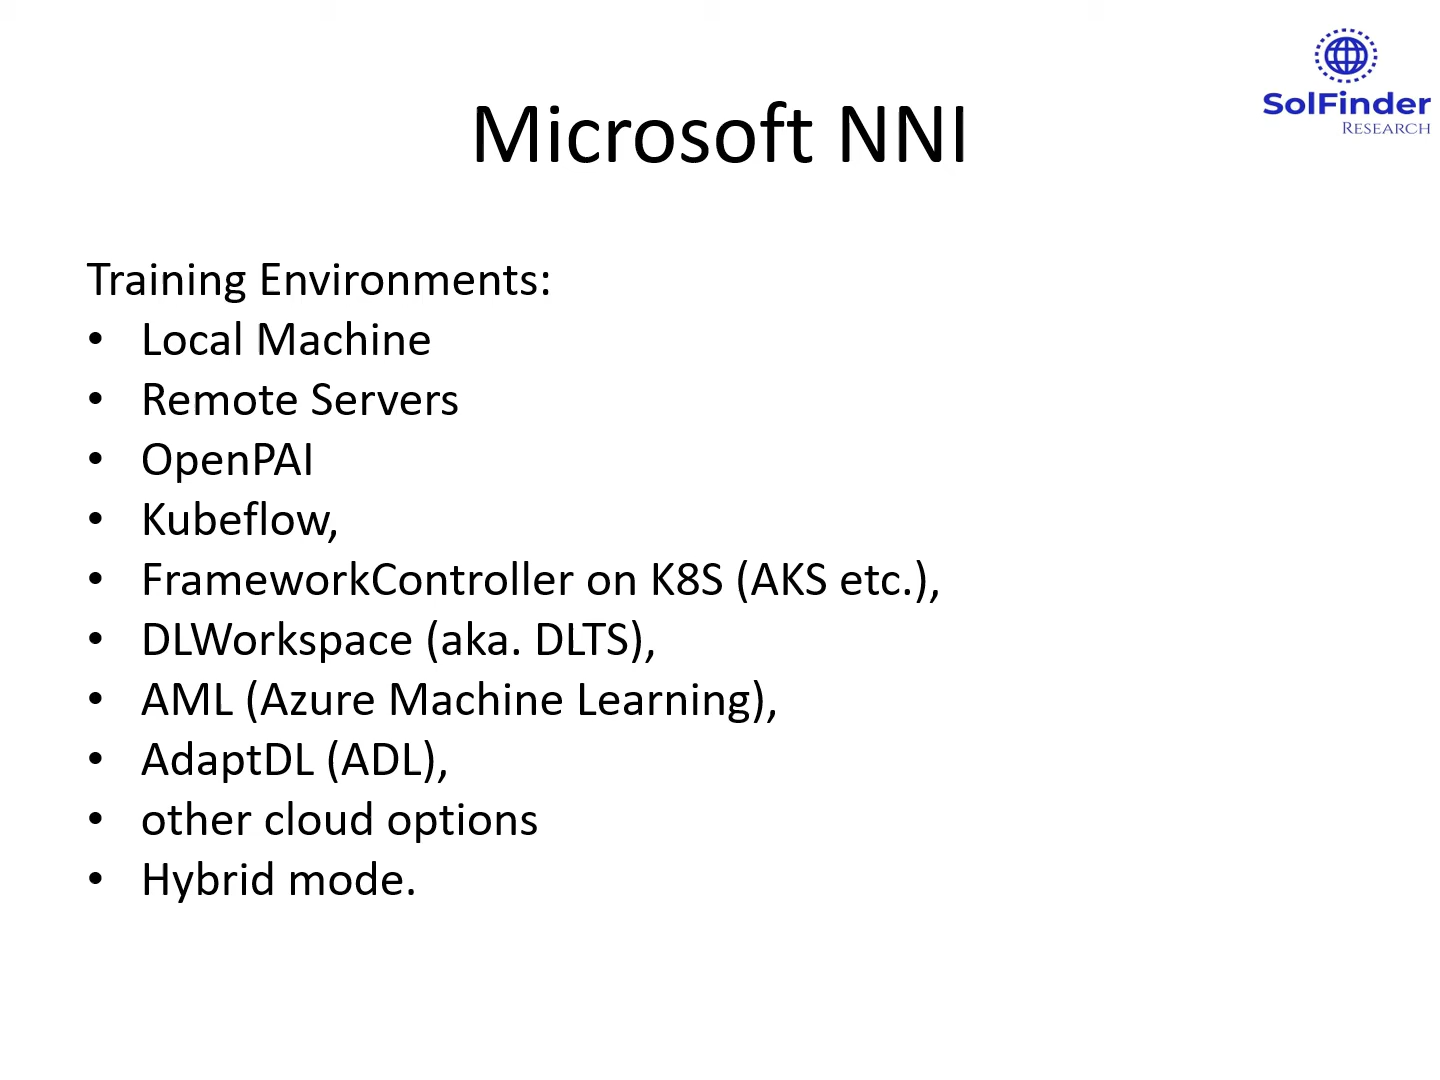 SolFinder
RESEARCH
Microsoft NNI
Training Environments:
• Local Machine
• Remote Servers
• OpenPAI
• Kubeflow,
• FrameworkController on K8S (AKS etc.),
• DLWorkspace (aka. DLTS),
• AML (Azure Machine Learning),
• AdaptDL (ADL),
• other cloud options
• Hybrid mode.